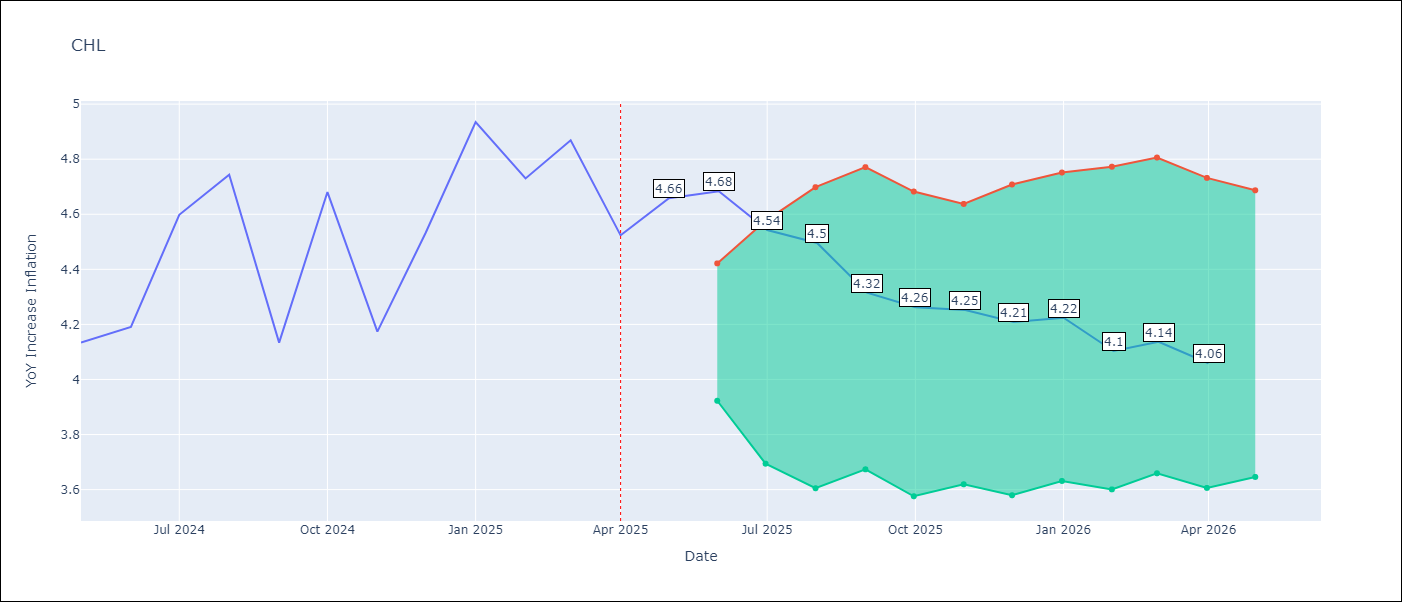 CHL
YoY Increase Inflation
5
4.8
4.6
4.4
4.2
4
3.8
3.6
4.66
4.68
4.54
4.5
4.32
4.26
4.25
4.21
4.22
4.1
4.14
4.06
Jul 2024
Oct 2024
Jan 2025
Apr 2025
Jul 2025
Oct 2025
Jan 2026
Apr 2026
Date